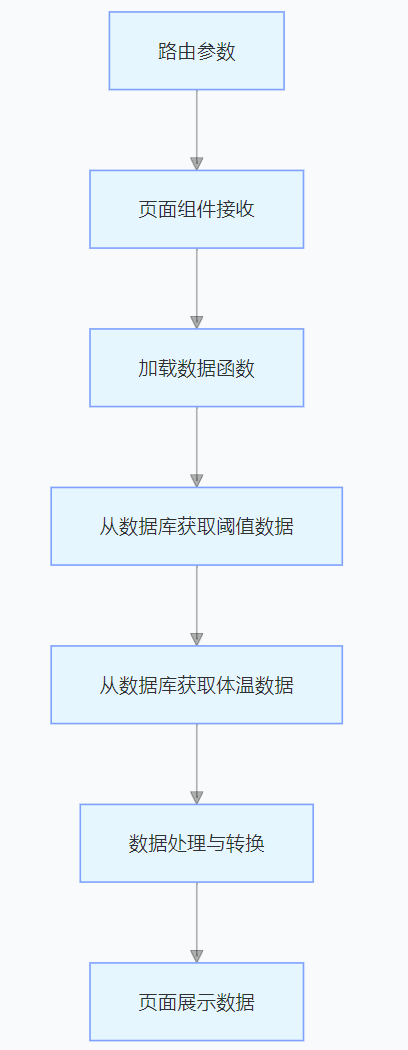 路由参数
页面组件接收
加载数据函数
从数据库获取阈值数据
从数据库获取体温数据
数据处理与转换
页面展示数据